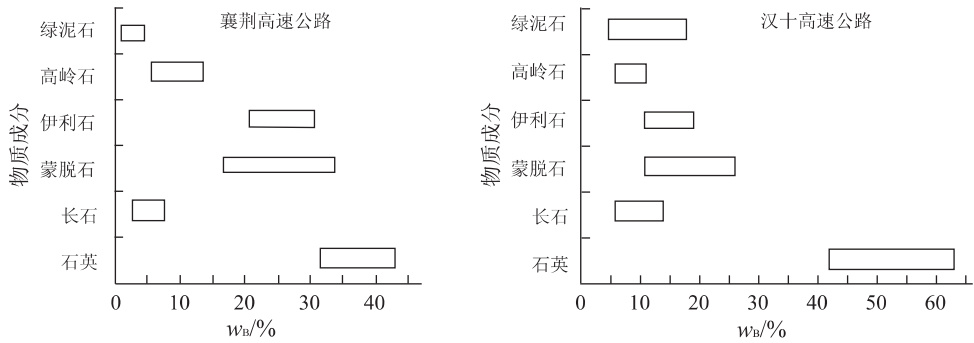 襄荆高速公路
物质成分
绿泥石
高岭石
伊利石
蒙脱石
长石
石英
0 10 20 30 40
wB/%
汉十高速公路
物质成分
绿泥石
高岭石
伊利石
蒙脱石
长石
石英
0 10 20 30 40 50 60
wB/%